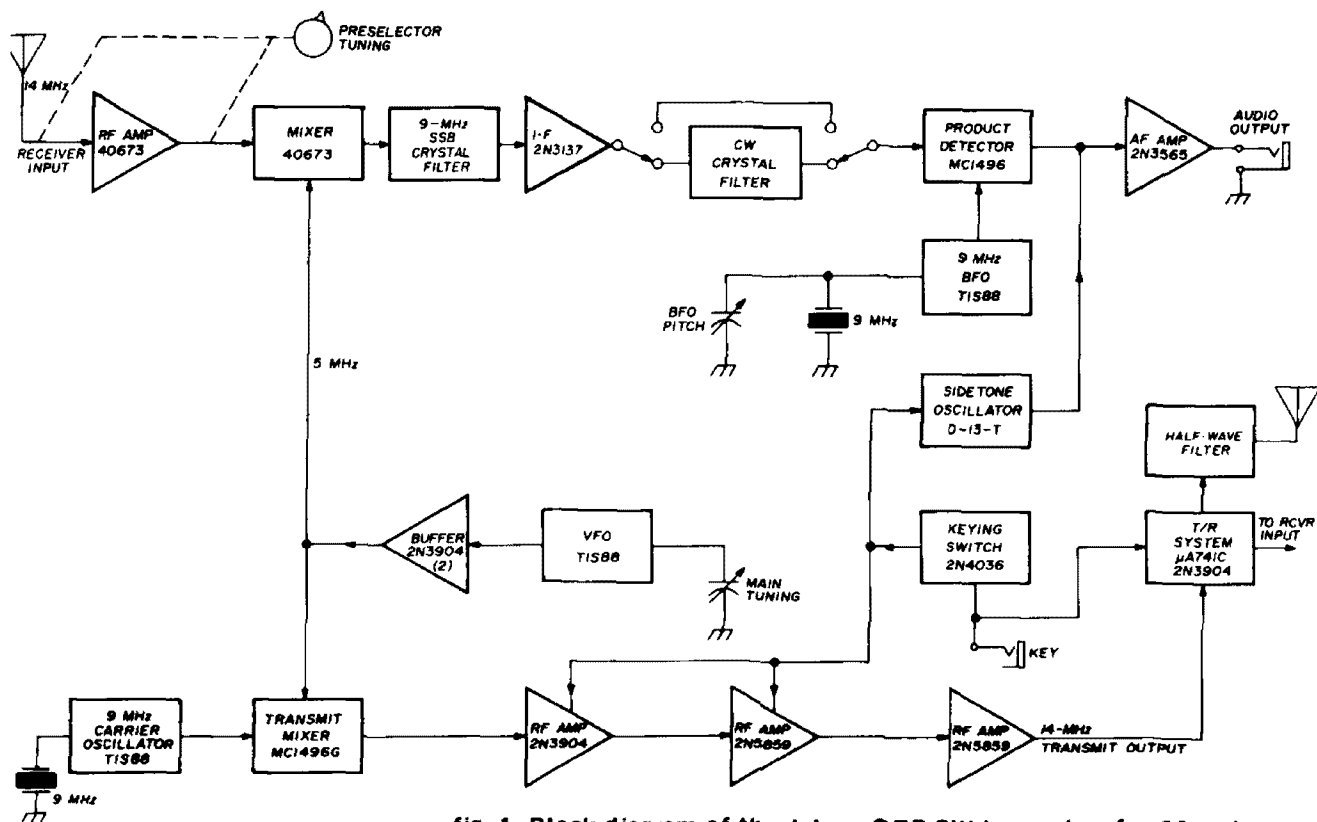 PRESELECTOR
TUNING
14 MHz
RF AMP
40673
RECEIVER
INPUT
MIXER
40673
9-MHz
SSB
CRYSTAL
FILTER
I-F
2N3137
CW
CRYSTAL
FILTER
PRODUCT
DETECTOR
MC1496
AF AMP
2N3565
AUDIO
OUTPUT
9 MHz
BFO
TIS88
BFO
PITCH
9 MHz
5 MHz
SIDETONE
OSCILLATOR
D-13-T
HALF-WAVE
FILTER
BUFFER
2N3904
(2)
VFO
TIS88
MAIN
TUNING
KEYING
SWITCH
2N4036
KEY
T/R
SYSTEM
μA741C
2N3904
TO RCVR
INPUT
9 MHz
CARRIER
OSCILLATOR
TIS88
9 MHz
TRANSMIT
MIXER
MC1496G
RF AMP
2N3904
RF AMP
2N5859
RF AMP
2N5859
14-MHz
TRANSMIT OUTPUT
fig. 1. Block diagram of the